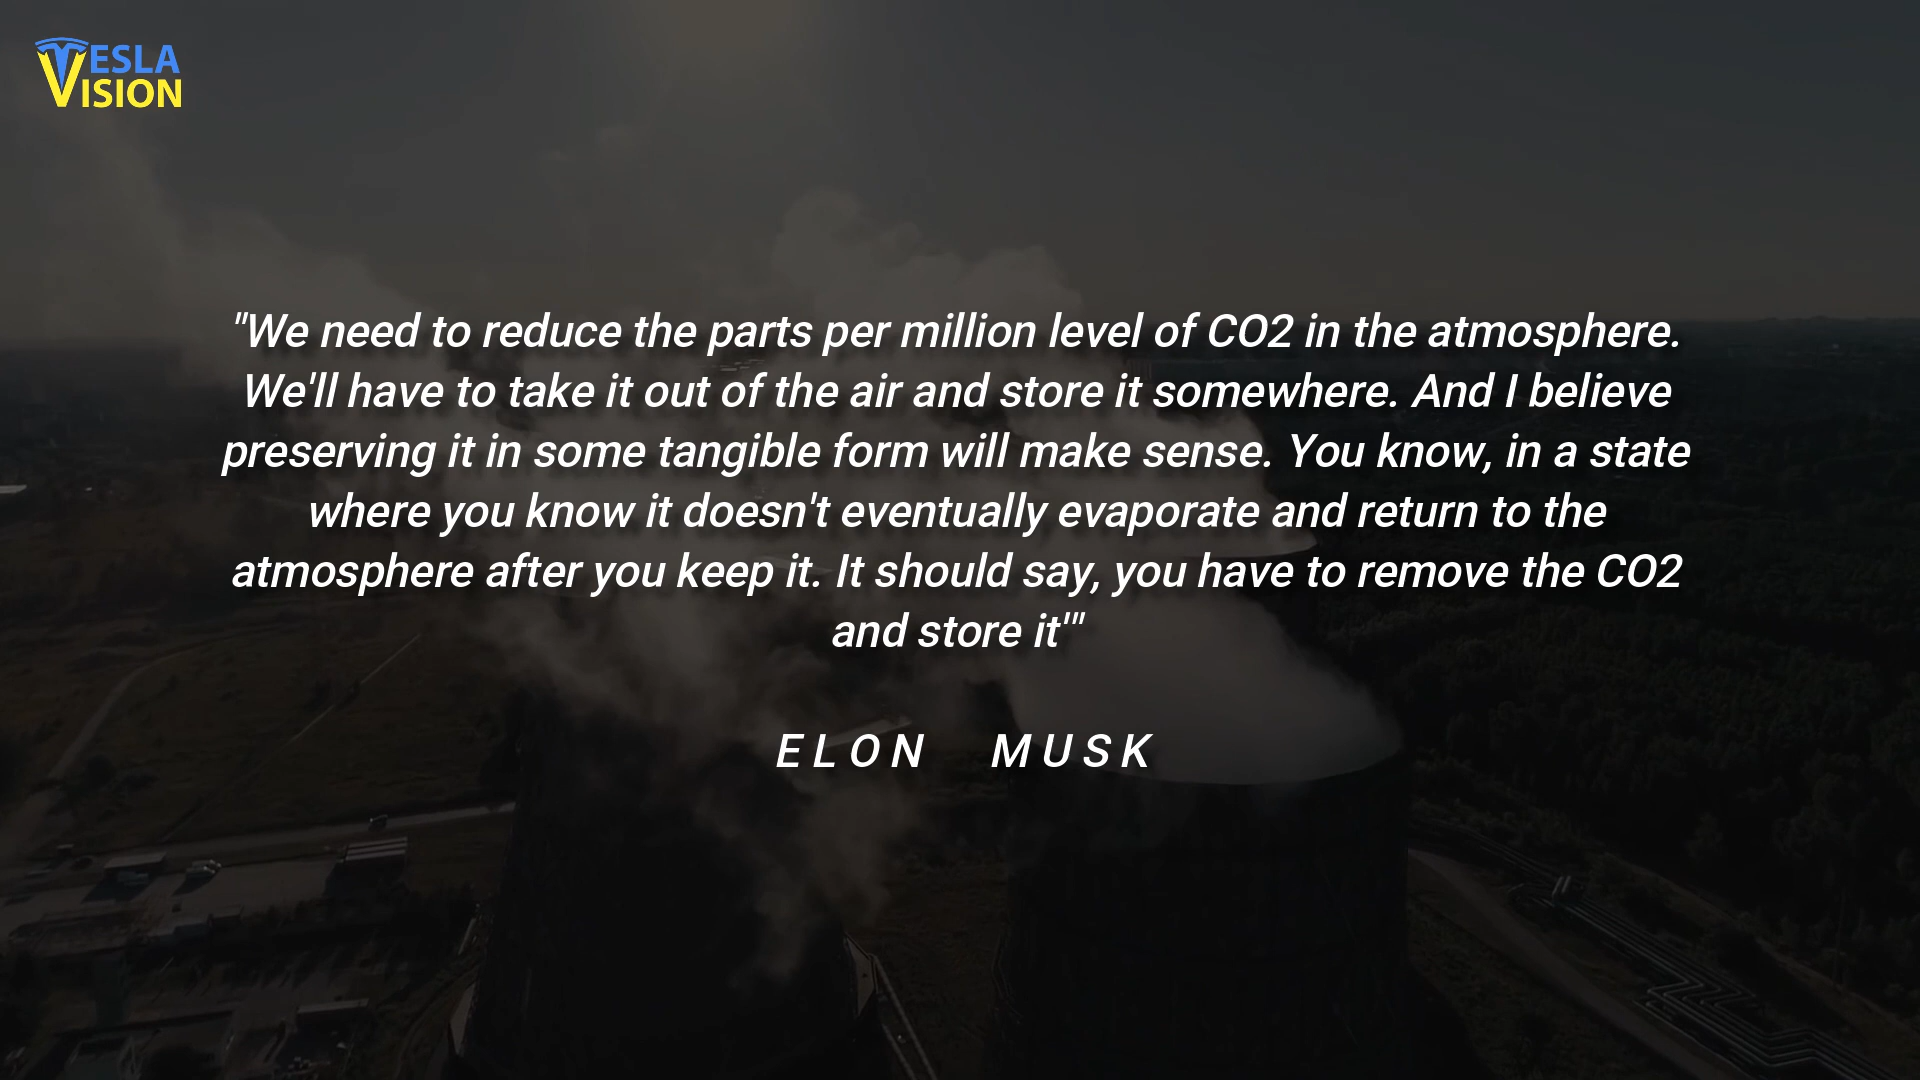 TESLA
VISION
"We need to reduce the parts per million level of CO2 in the atmosphere.
We'll have to take it out of the air and store it somewhere. And I believe
preserving it in some tangible form will make sense. You know, in a state
where you know it doesn't eventually evaporate and return to the
atmosphere after you keep it. It should say, you have to remove the CO2
and store it'"
ELON MUSK